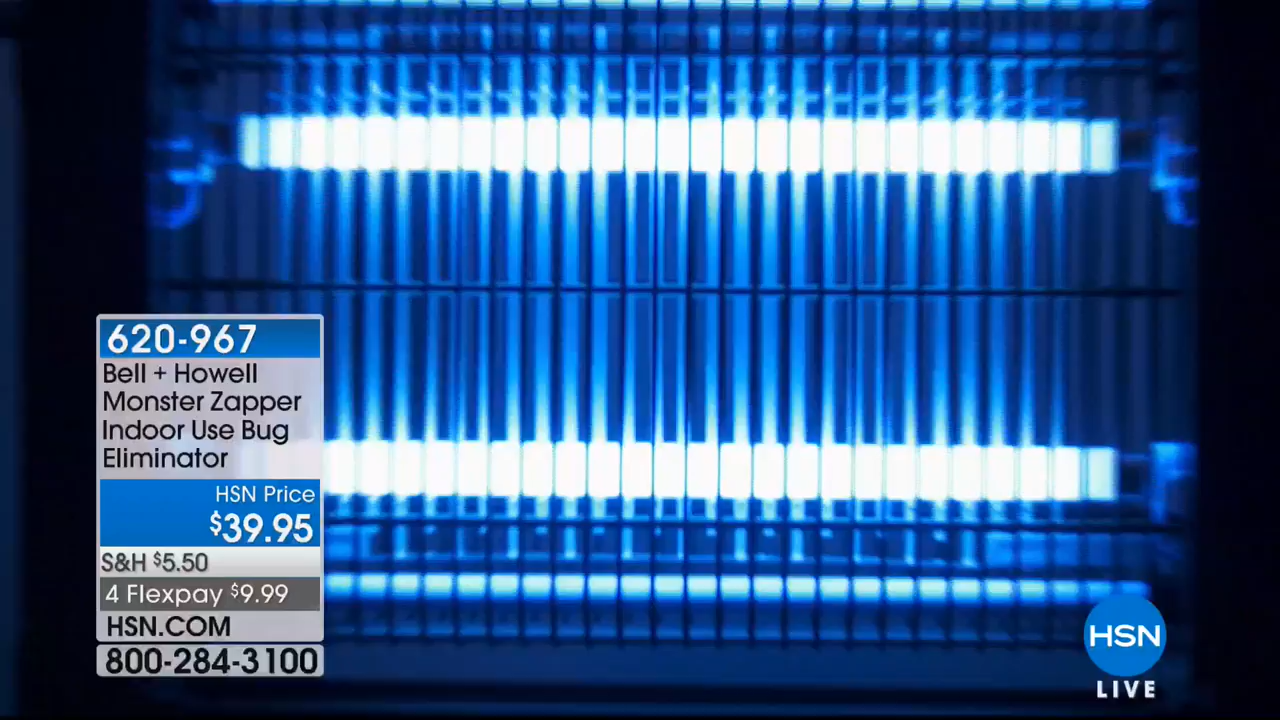 620-967
Bell + Howell
Monster Zapper
Indoor Use Bug
Eliminator
HSN Price
$39.95
S&H $5.50
4 Flexpay $9.99
HSN.COM
800-284-3100
HSN
LIVE